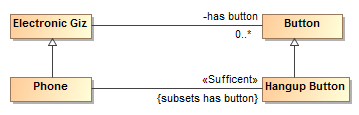 Electronic Giz
-has button
Button
0..*
Phone
«Sufficent»
Hangup Button
{subsets has button}